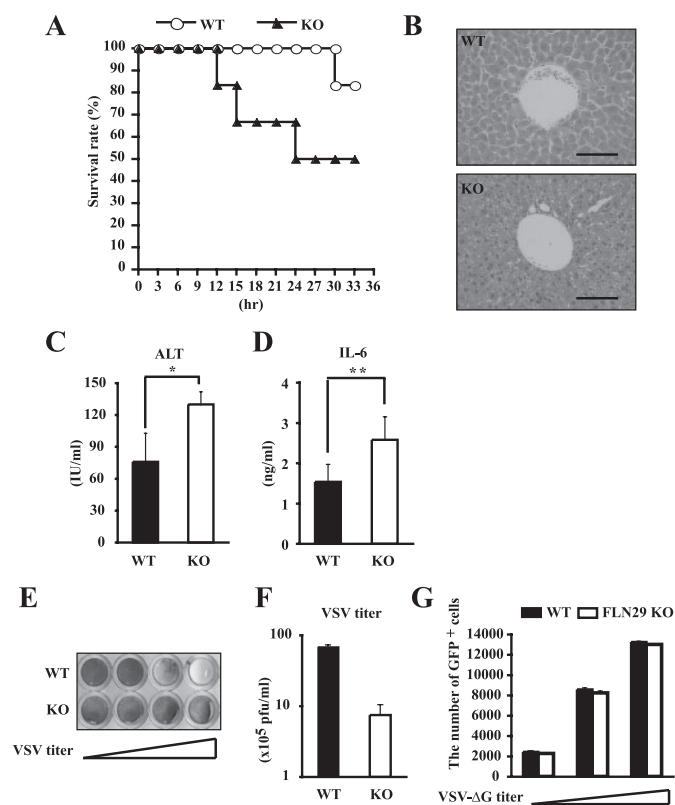 A
WT KO
100
90
80
70
60
50
40
30
20
10
0
Survival rate (%)
0 3 6 9 12 15 18 21 24 27 30 33 36
(hr)
B
WT
KO
C
ALT
*
150
120
90
60
30
0
(IU/ml)
WT KO
D
IL-6
**
4
3
2
1
0
(ng/ml)
WT KO
E
WT
KO
VSV titer
F
VSV titer
100
10
1
(x10⁵ pfu/ml)
WT KO
G
WT FLN29 KO
14000
12000
10000
8000
6000
4000
2000
0
The number of GFP⁺ cells
VSV-ΔG titer